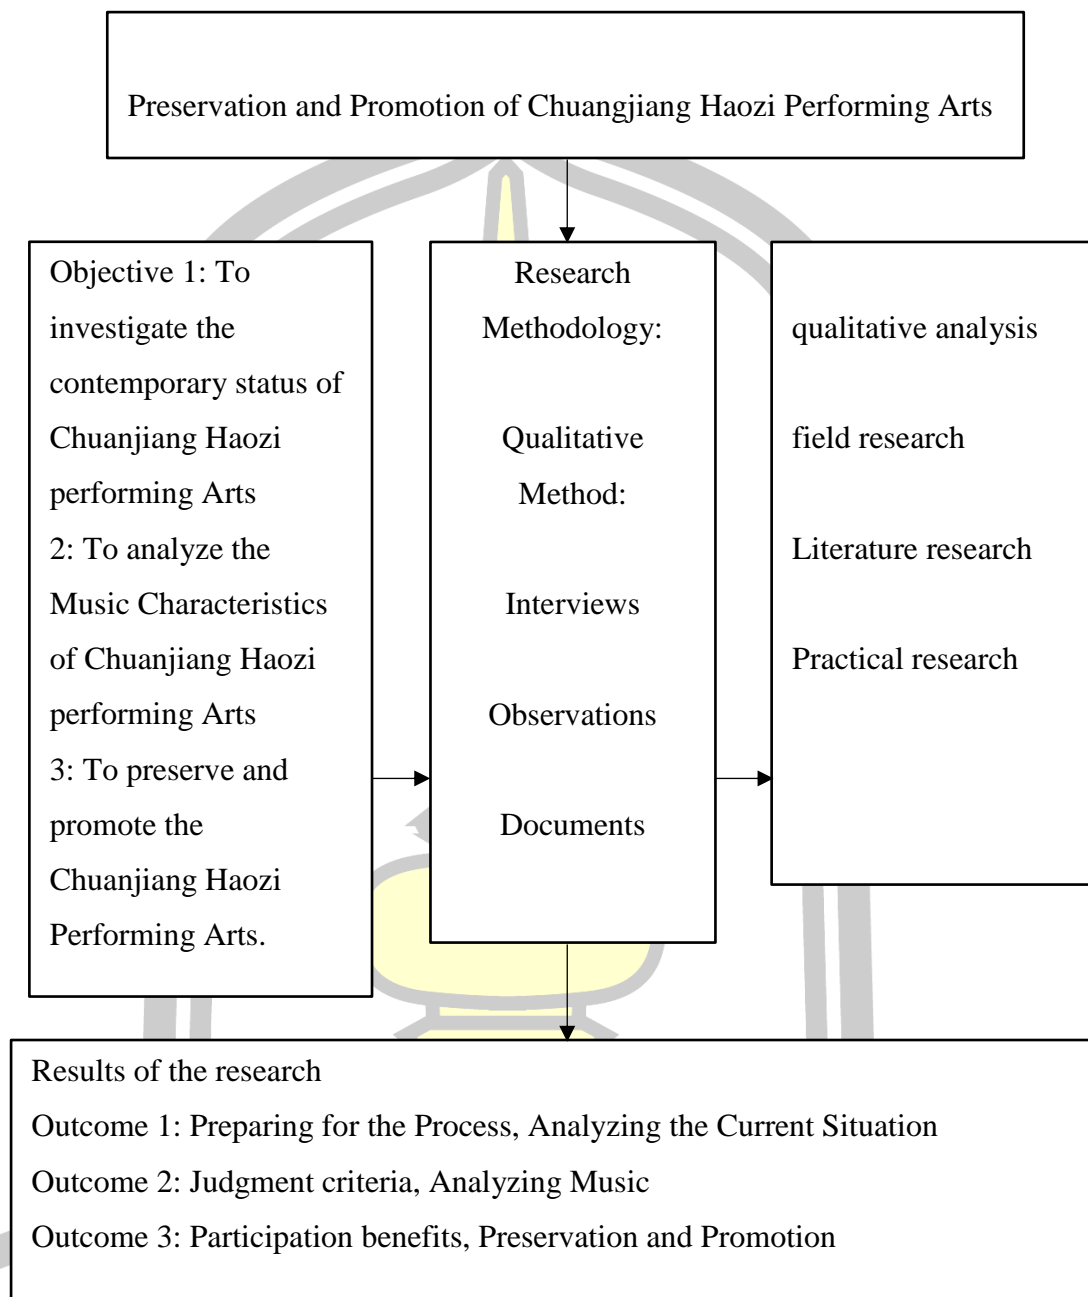 Preservation and Promotion of Chuangjiang Haozi Performing Arts
Objective 1: To
investigate the
contemporary status of
Chuanjiang Haozi
performing Arts
2: To analyze the
Music Characteristics
of Chuanjiang Haozi
performing Arts
3: To preserve and
promote the
Chuanjiang Haozi
Performing Arts.
Research
Methodology:
Qualitative
Method:
Interviews
Observations
Documents
qualitative analysis
field research
Literature research
Practical research
Results of the research
Outcome 1: Preparing for the Process, Analyzing the Current Situation
Outcome 2: Judgment criteria, Analyzing Music
Outcome 3: Participation benefits, Preservation and Promotion